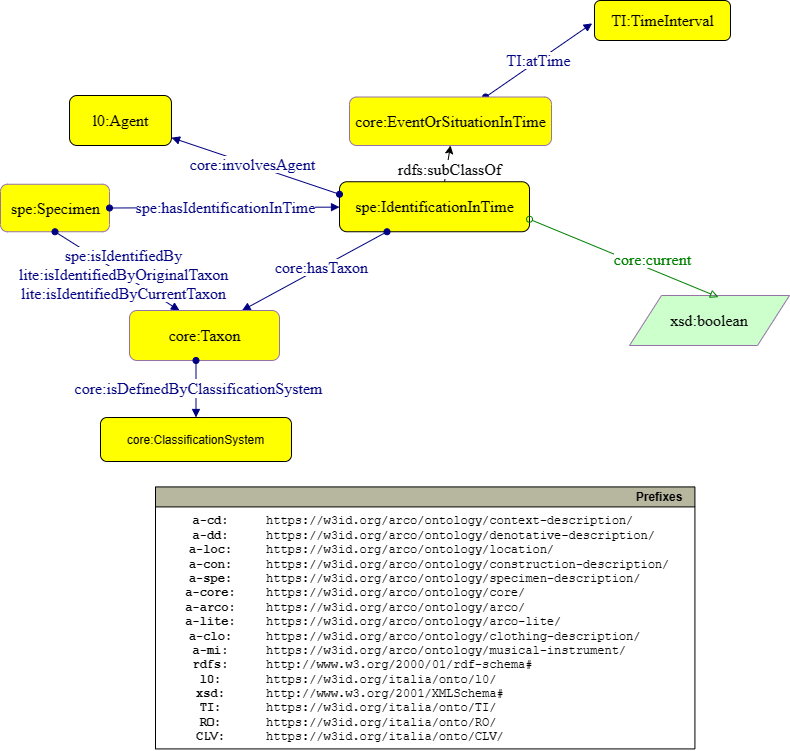 TI:TimeInterval
TI:atTime
l0:Agent
core:EventOrSituationInTime
core:involvesAgent
rdfs:subClassOf
spe:Specimen
spe:hasIdentificationInTime
spe:IdentificationInTime
spe:isIdentifiedBy
lite:isIdentifiedByOriginalTaxon
lite:isIdentifiedByCurrentTaxon
core:hasTaxon
core:current
xsd:boolean
core:Taxon
core:isDefinedByClassificationSystem
core:ClassificationSystem
Prefixes
a-cd: https://w3id.org/arco/ontology/context-description/
a-dd: https://w3id.org/arco/ontology/denotative-description/
a-loc: https://w3id.org/arco/ontology/location/
a-con: https://w3id.org/arco/ontology/construction-description/
a-spe: https://w3id.org/arco/ontology/specimen-description/
a-core: https://w3id.org/arco/ontology/core/
a-arco: https://w3id.org/arco/ontology/arco/
a-lite: https://w3id.org/arco/ontology/arco-lite/
a-clo: https://w3id.org/arco/ontology/clothing-description/
a-mi: https://w3id.org/arco/ontology/musical-instrument/
rdfs: http://www.w3.org/2000/01/rdf-schema#
l0: https://w3id.org/italia/onto/l0/
xsd: http://www.w3.org/2001/XMLSchema#
TI: https://w3id.org/italia/onto/TI/
RO: https://w3id.org/italia/onto/RO/
CLV: https://w3id.org/italia/onto/CLV/